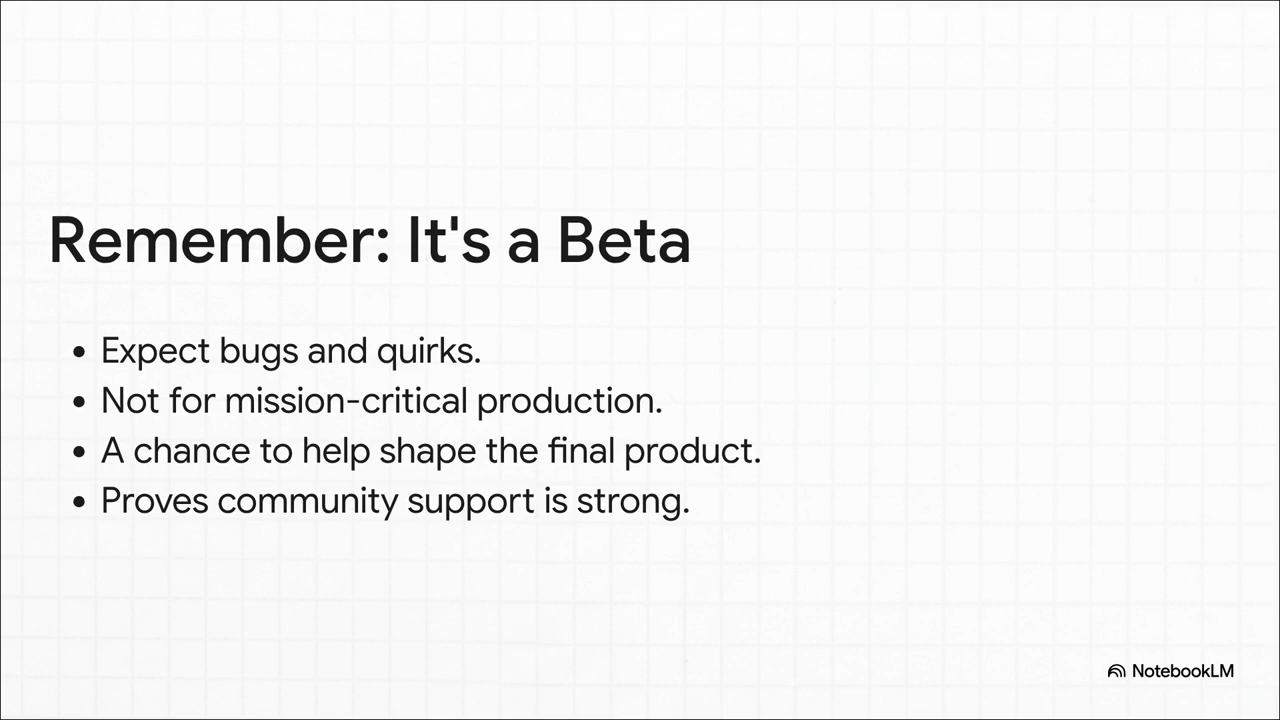 Remember: It's a Beta
• Expect bugs and quirks.
• Not for mission-critical production.
• A chance to help shape the final product.
• Proves community support is strong.
NotebookLM